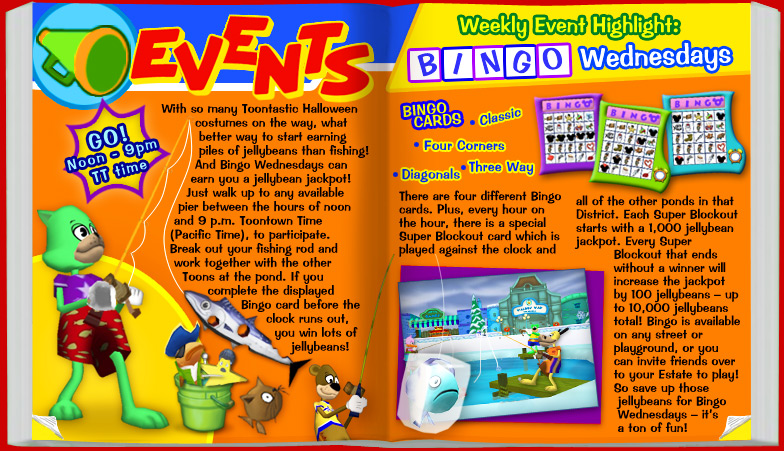 EVENTS
GO!
Noon - 9pm
TT time
With so many Toontastic Halloween
costumes on the way, what
better way to start earning
piles of jellybeans than fishing!
And Bingo Wednesdays can
earn you a jellybean jackpot!
Just walk up to any available
pier between the hours of noon
and 9 p.m. Toontown Time
(Pacific Time), to participate.
Break out your fishing rod and
work together with the other
Toons at the pond. If you
complete the displayed
Bingo card before the
clock runs out,
you win lots of
jellybeans!
Weekly Event Highlight:
BINGO Wednesdays
BINGO
CARDS
• Classic
• Four Corners
• Diagonals
• Three Way
BINGO
BINGO
BINGO
There are four different Bingo
cards. Plus, every hour on
the hour, there is a special
Super Blockout card which is
played against the clock and
all of the other ponds in that
District. Each Super Blockout
starts with a 1,000 jellybean
jackpot. Every Super
Blockout that ends
without a winner will
increase the jackpot
by 100 jellybeans – up
to 10,000 jellybeans
total! Bingo is available
on any street or
playground, or you
can invite friends over
to your Estate to play!
So save up those
jellybeans for Bingo
Wednesdays – it's
a ton of fun!